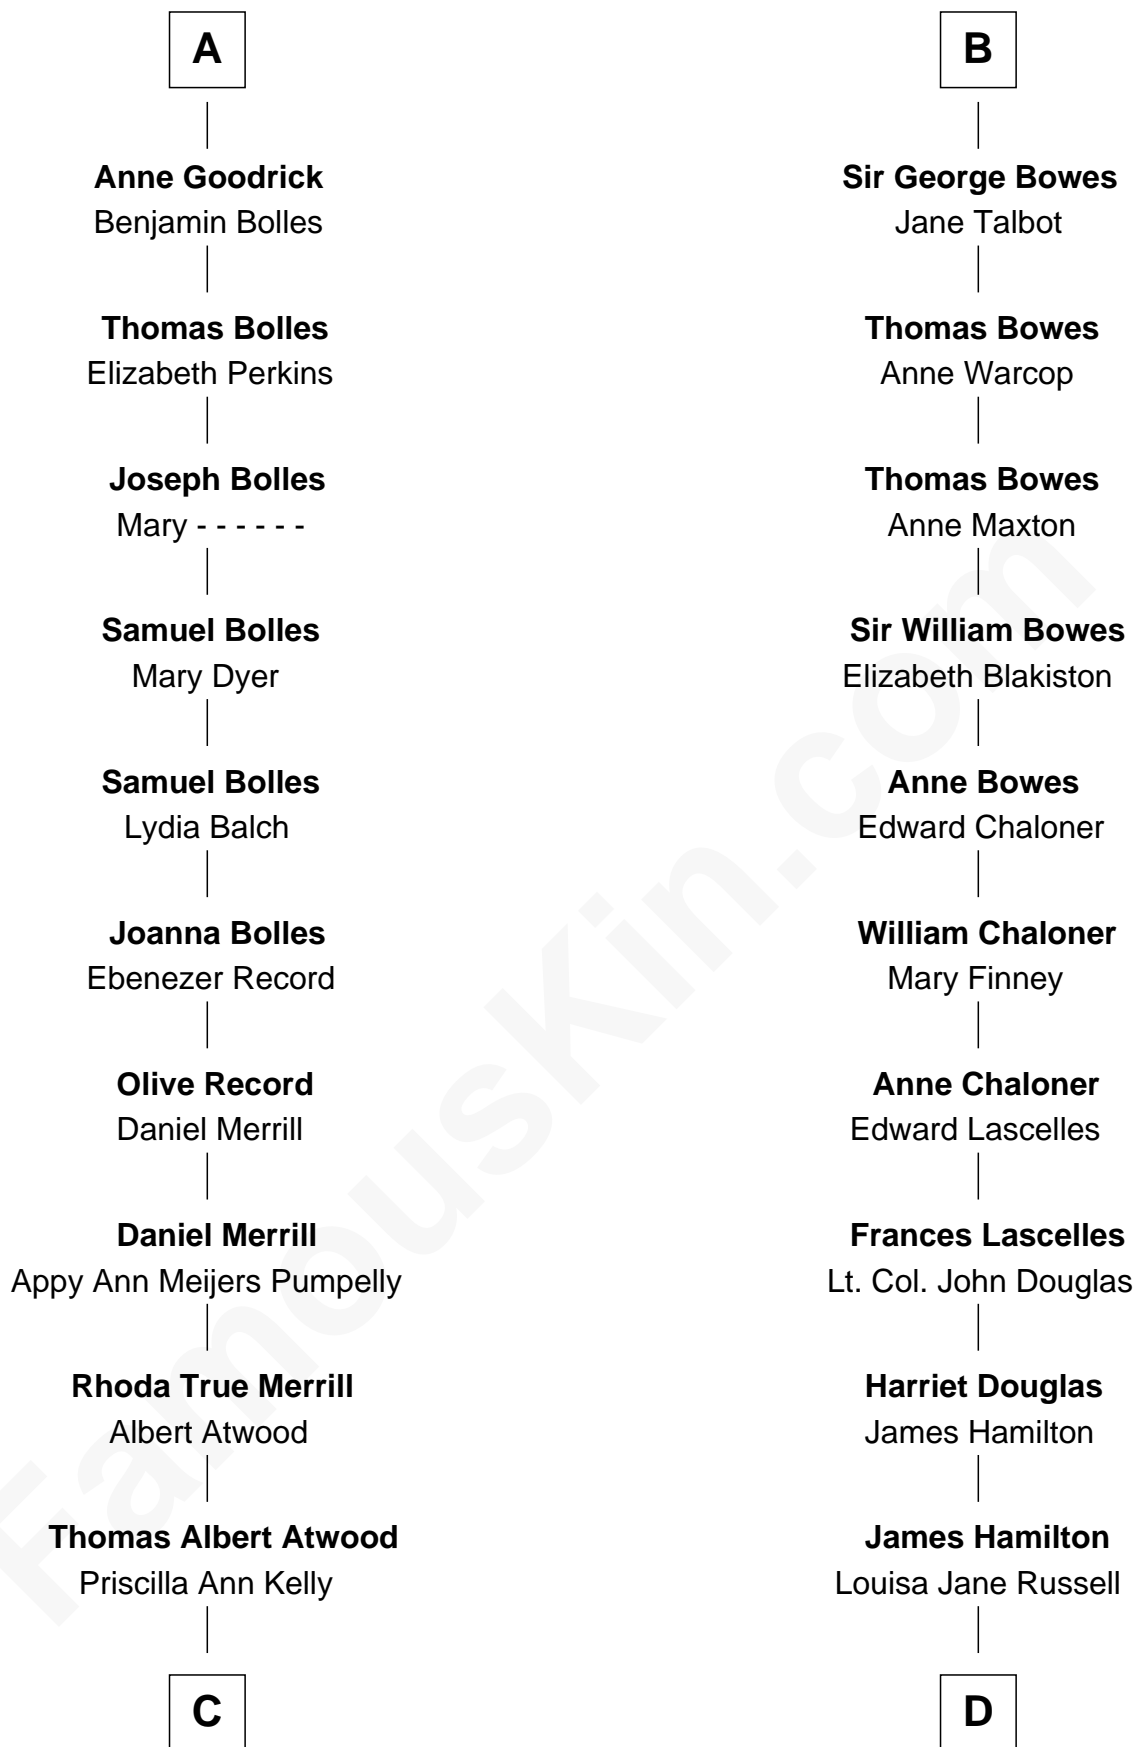 A
Anne Goodrick
Benjamin Bolles
Thomas Bolles
Elizabeth Perkins
Joseph Bolles
Mary - - - - - -
Samuel Bolles
Mary Dyer
Samuel Bolles
Lydia Balch
Joanna Bolles
Ebenezer Record
Olive Record
Daniel Merrill
Daniel Merrill
Appy Ann Meijers Pumpelly
Rhoda True Merrill
Albert Atwood
Thomas Albert Atwood
Priscilla Ann Kelly
C
B
Sir George Bowes
Jane Talbot
Thomas Bowes
Anne Warcop
Thomas Bowes
Anne Maxton
Sir William Bowes
Elizabeth Blakiston
Anne Bowes
Edward Chaloner
William Chaloner
Mary Finney
Anne Chaloner
Edward Lascelles
Frances Lascelles
Lt. Col. John Douglas
Harriet Douglas
James Hamilton
James Hamilton
Louisa Jane Russell
D
FamousKin.com